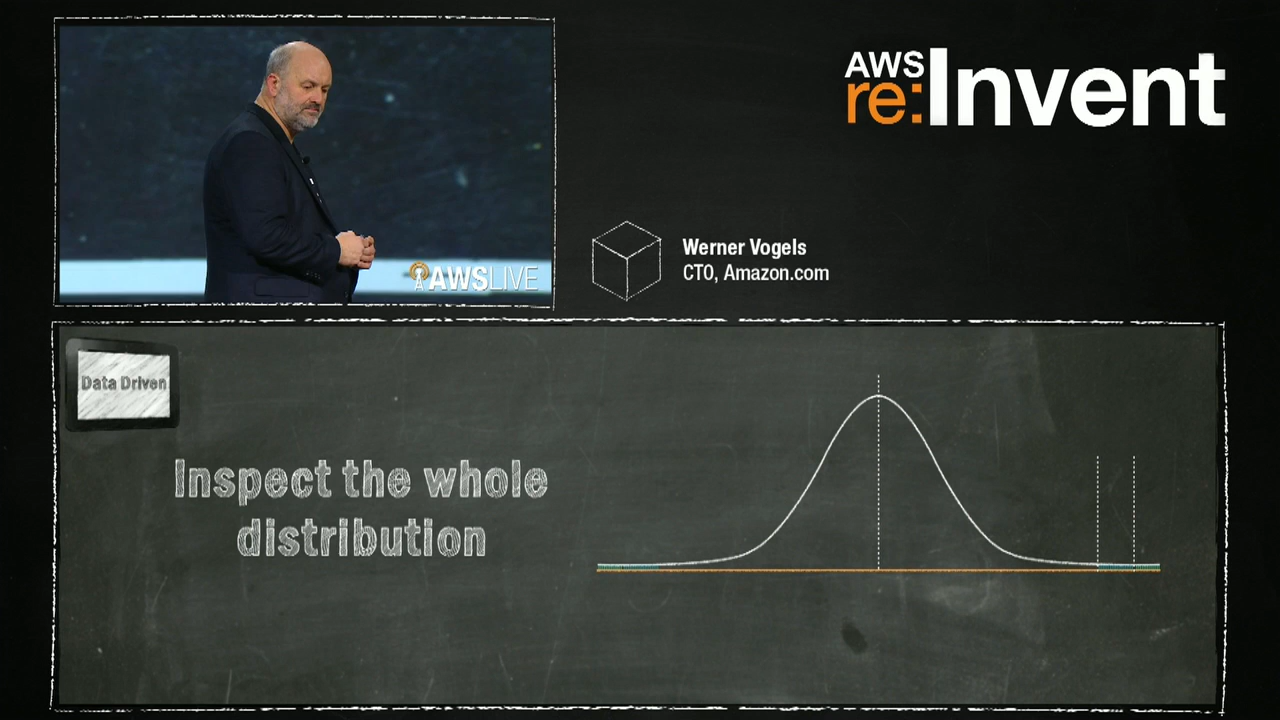 AWS
re:Invent
AWSLIVE
Werner Vogels
CTO, Amazon.com
Data Driven
Inspect the whole
distribution